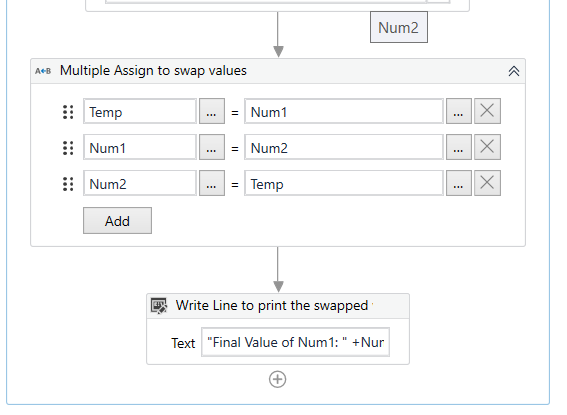 Num2
A↔B Multiple Assign to swap values
Temp ... = Num1 ...
Num1 ... = Num2 ...
Num2 ... = Temp ...
Add
Write Line to print the swapped
Text "Final Value of Num1: " +Nur